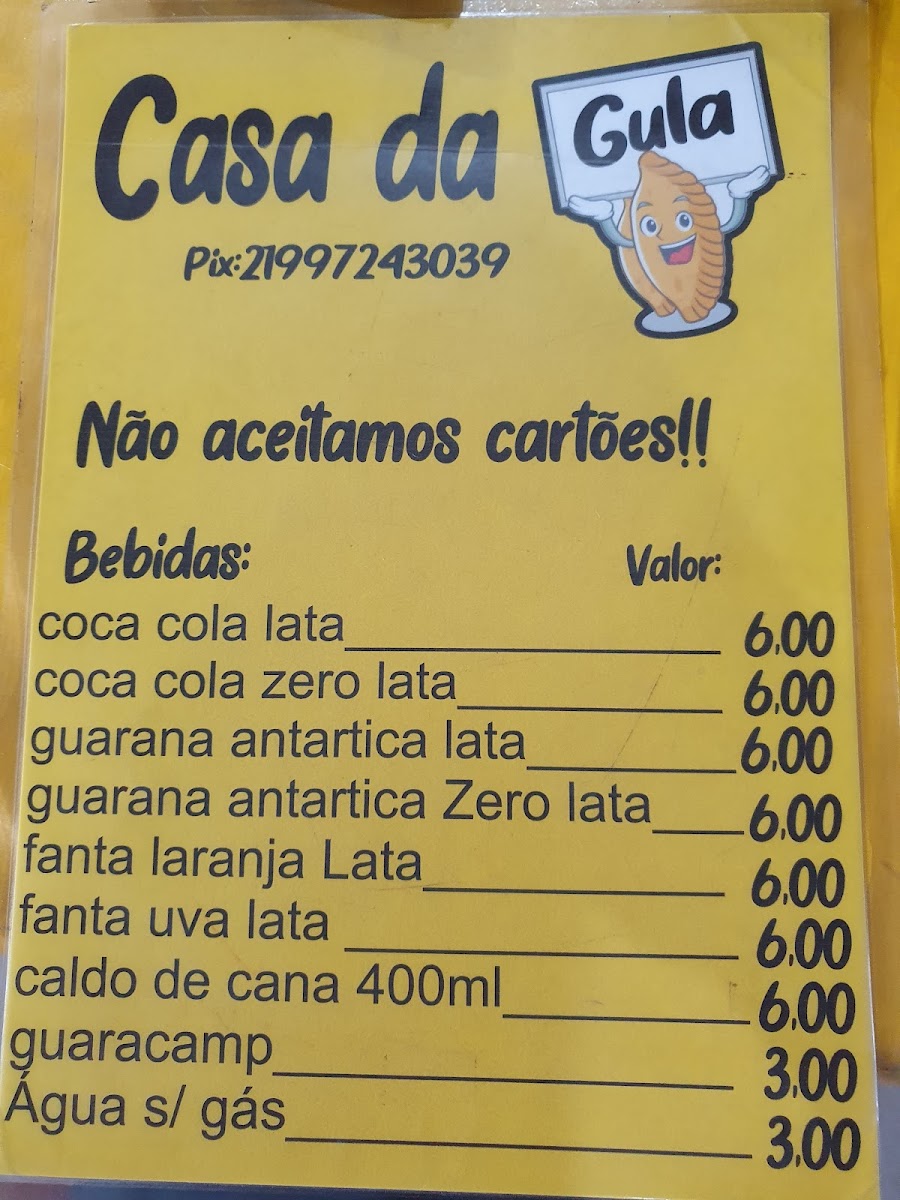 Casa da Gula
Pix:21997243039
Não aceitamos cartões!!
Bebidas: Valor:
coca cola lata 6,00
coca cola zero lata 6,00
guarana antartica lata 6,00
guarana antartica Zero lata 6,00
fanta laranja Lata 6,00
fanta uva lata 6,00
caldo de cana 400ml 6,00
guaracamp 3,00
Água s/ gás 3,00